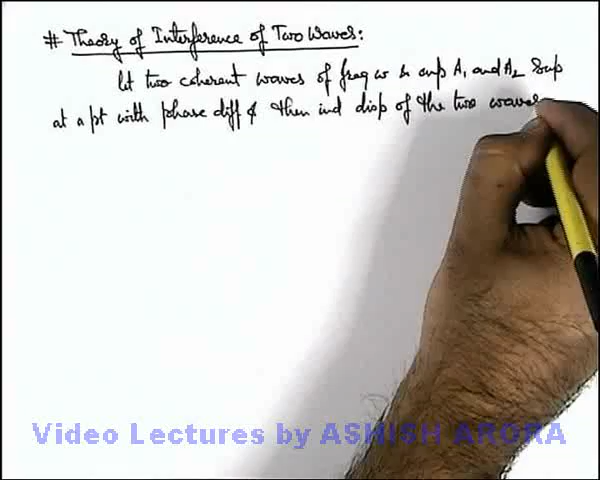 # Theory of Interference of Two Waves:
let two coherent waves of freq ω & amp A₁ and A₂ Sup
at a pt with phase diff ϕ then ind disp of the two waves
Video Lectures by ASHISH ARORA